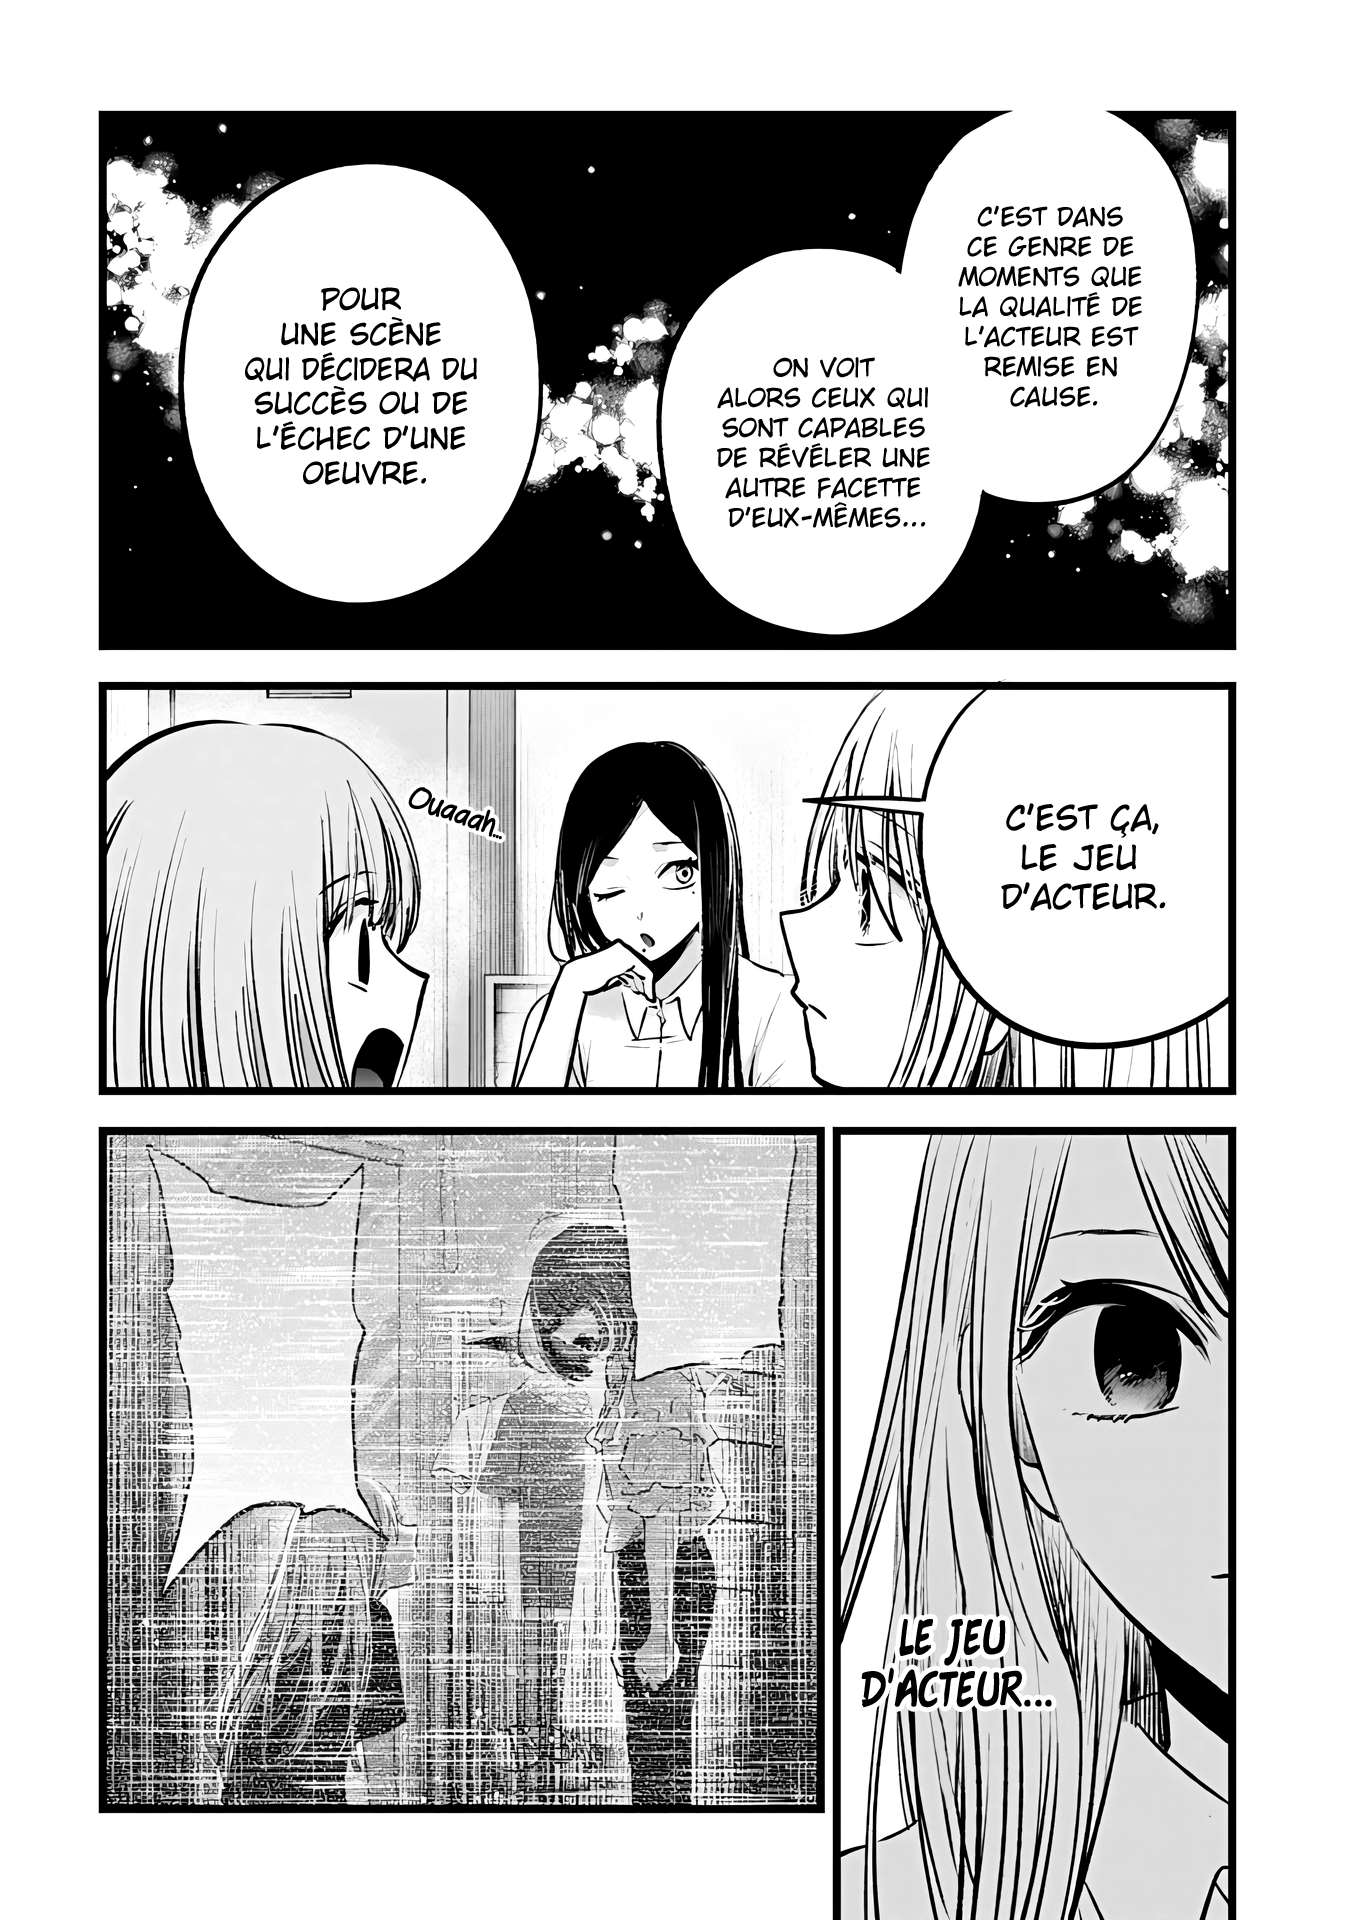 C'EST DANS
CE GENRE DE
MOMENTS QUE
LA QUALITÉ DE
L'ACTEUR EST
REMISE EN
CAUSE.
ON VOIT
ALORS CEUX QUI
SONT CAPABLES
DE RÉVÉLER UNE
AUTRE FACETTE
D'EUX-MÊMES...
POUR
UNE SCÈNE
QUI DÉCIDERA DU
SUCCÈS OU DE
L'ÉCHEC D'UNE
OEUVRE.
C'EST ÇA,
LE JEU
D'ACTEUR.
Ouaaah...
LE JEU
D'ACTEUR...